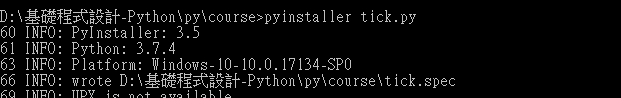 D:\基礎程式設計-Python\py\course>pyinstaller tick.py
60 INFO: PyInstaller: 3.5
61 INFO: Python: 3.7.4
63 INFO: Platform: Windows-10-10.0.17134-SP0
66 INFO: wrote D:\基礎程式設計-Python\py\course\tick.spec
69 INFO: UPX is not available.